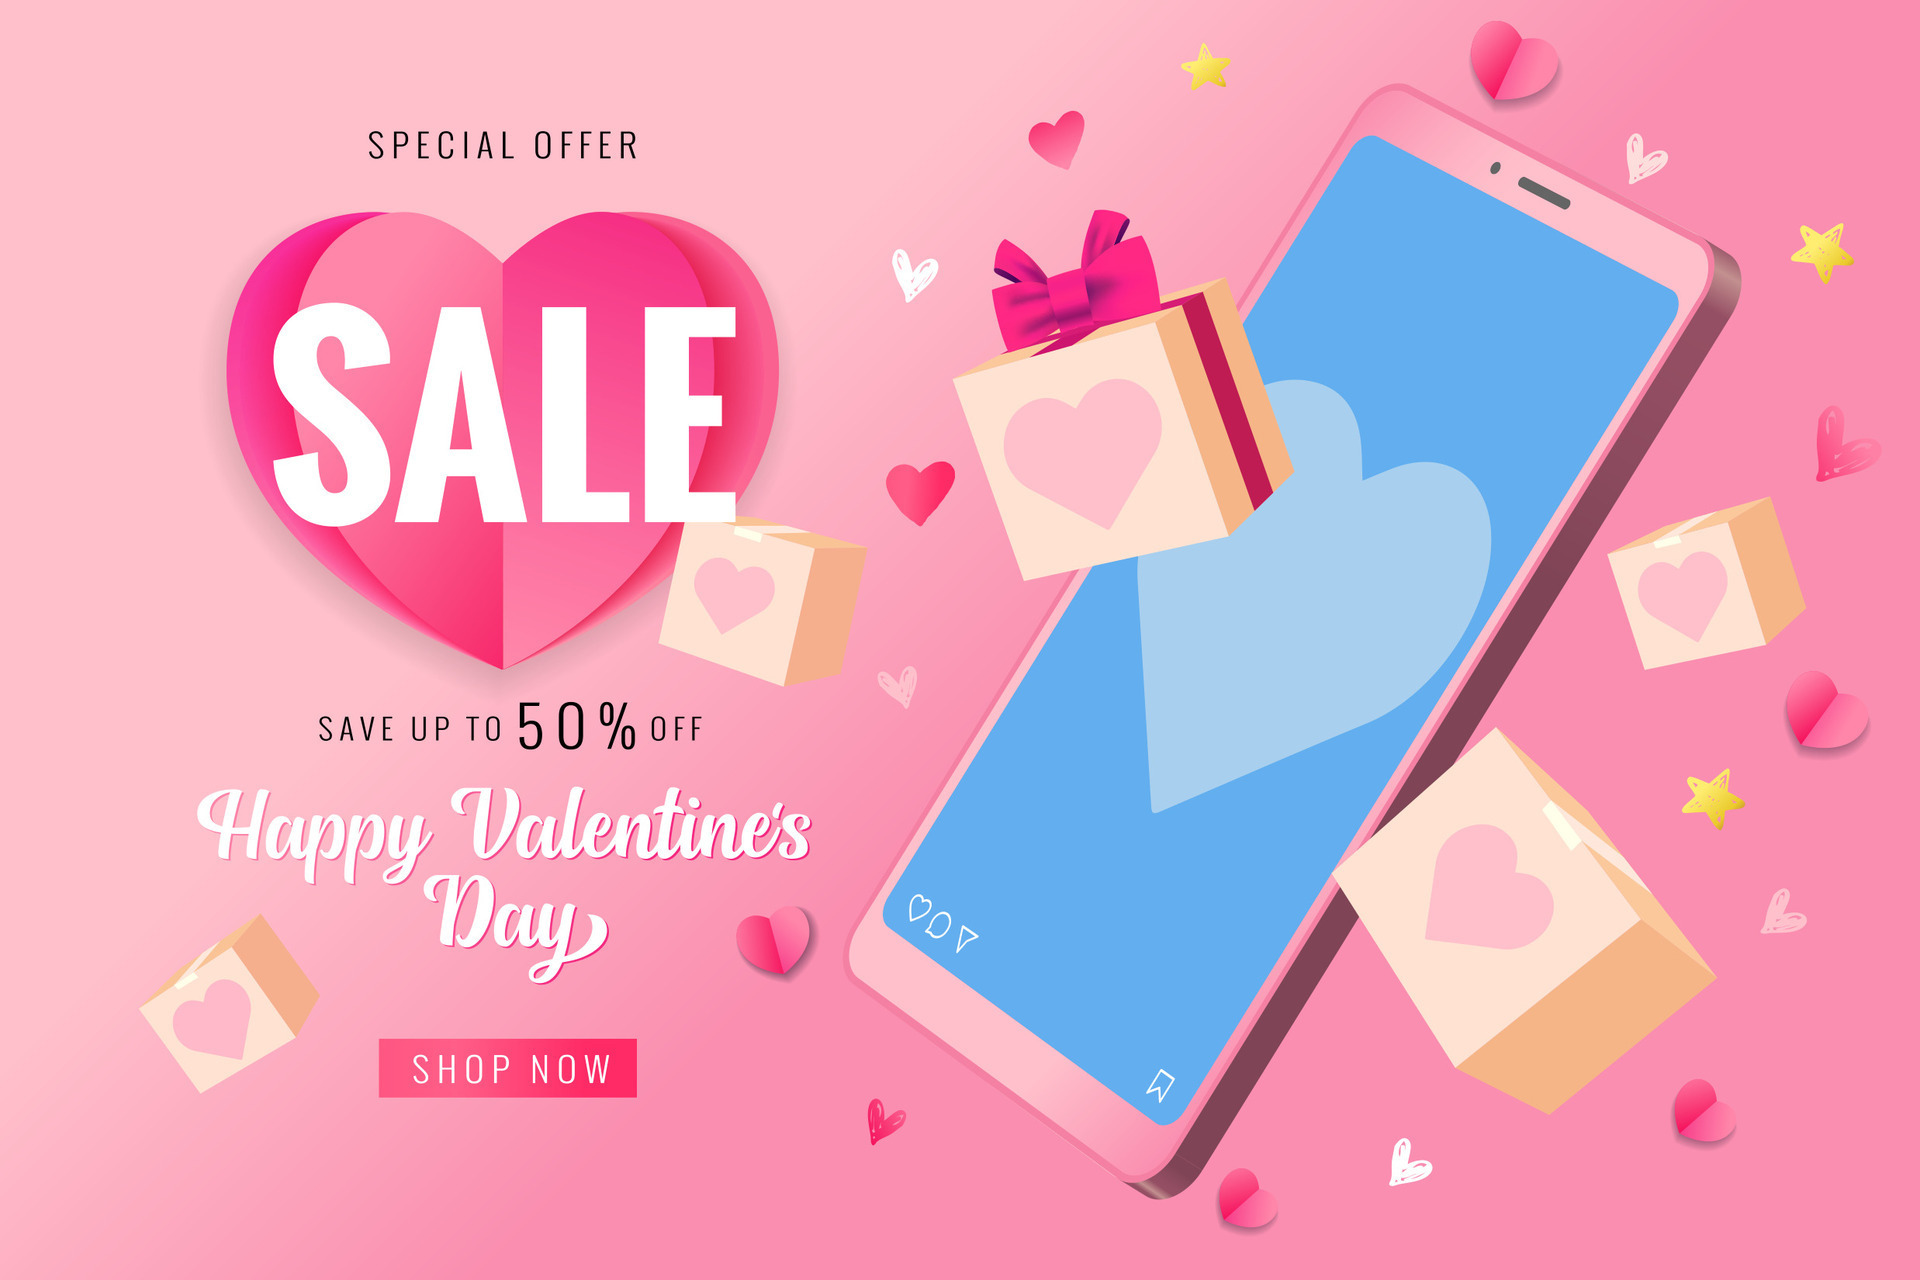 SPECIAL OFFER
SALE
SAVE UP TO 50% OFF
Happy Valentine's
Day
SHOP NOW